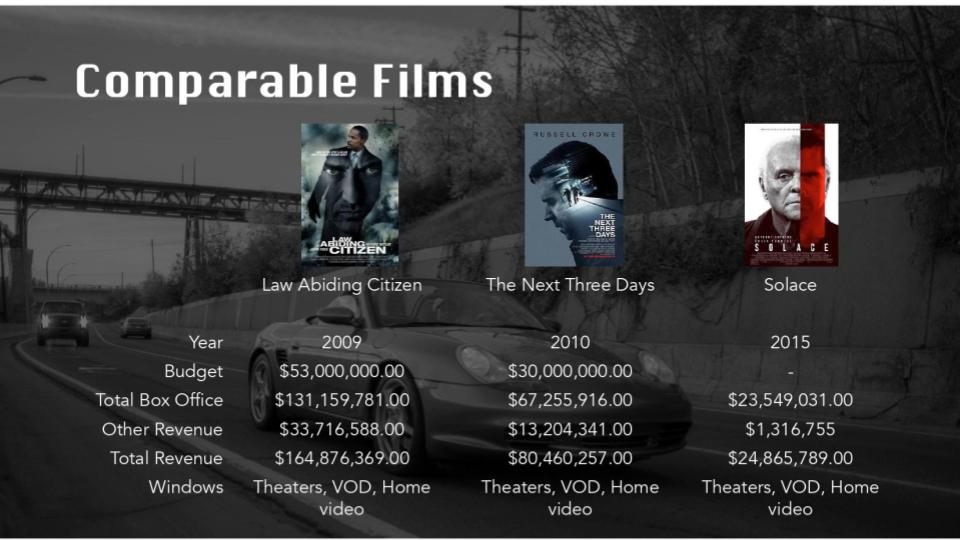 Comparable Films
RUSSELL CROWE
LAW
ABIDING
CITIZEN
THE
NEXT
THREE
DAYS
SOLACE
Law Abiding Citizen The Next Three Days Solace
Year 2009 2010 2015
Budget $53,000,000.00 $30,000,000.00 -
Total Box Office $131,159,781.00 $67,255,916.00 $23,549,031.00
Other Revenue $33,716,588.00 $13,204,341.00 $1,316,755
Total Revenue $164,876,369.00 $80,460,257.00 $24,865,789.00
Windows Theaters, VOD, Home Theaters, VOD, Home Theaters, VOD, Home
video video video